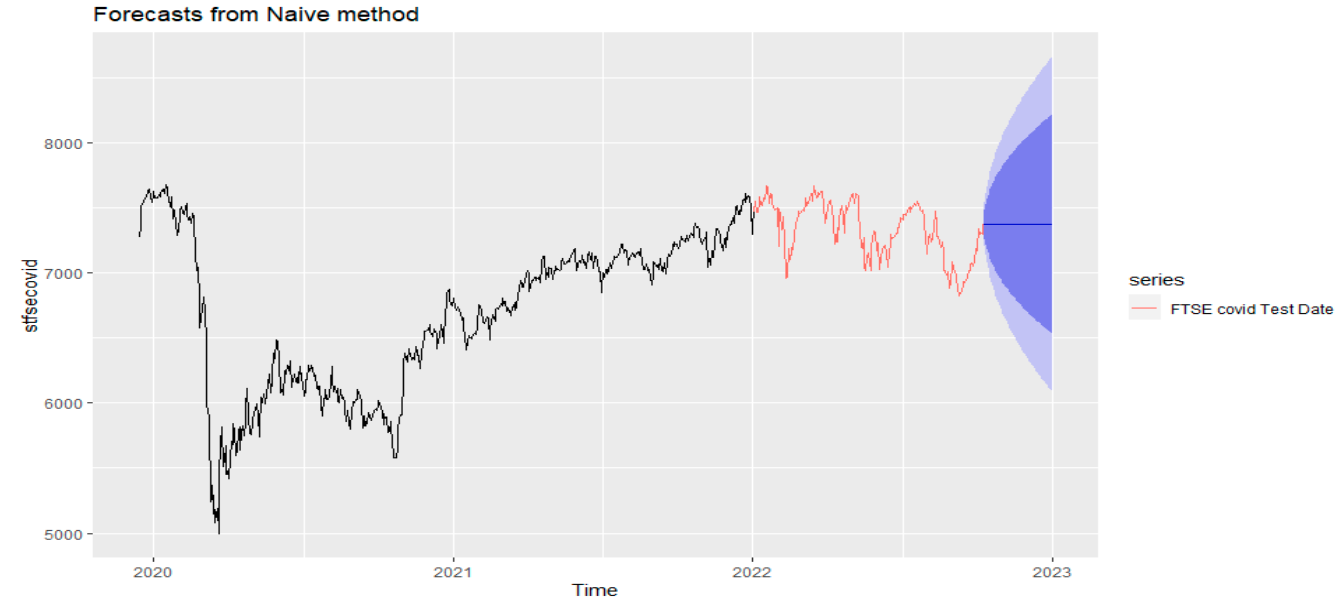 Forecasts from Naive method
stfsecovid
8000
7000
6000
5000
2020
2021
2022
2023
Time
series
FTSE covid Test Date